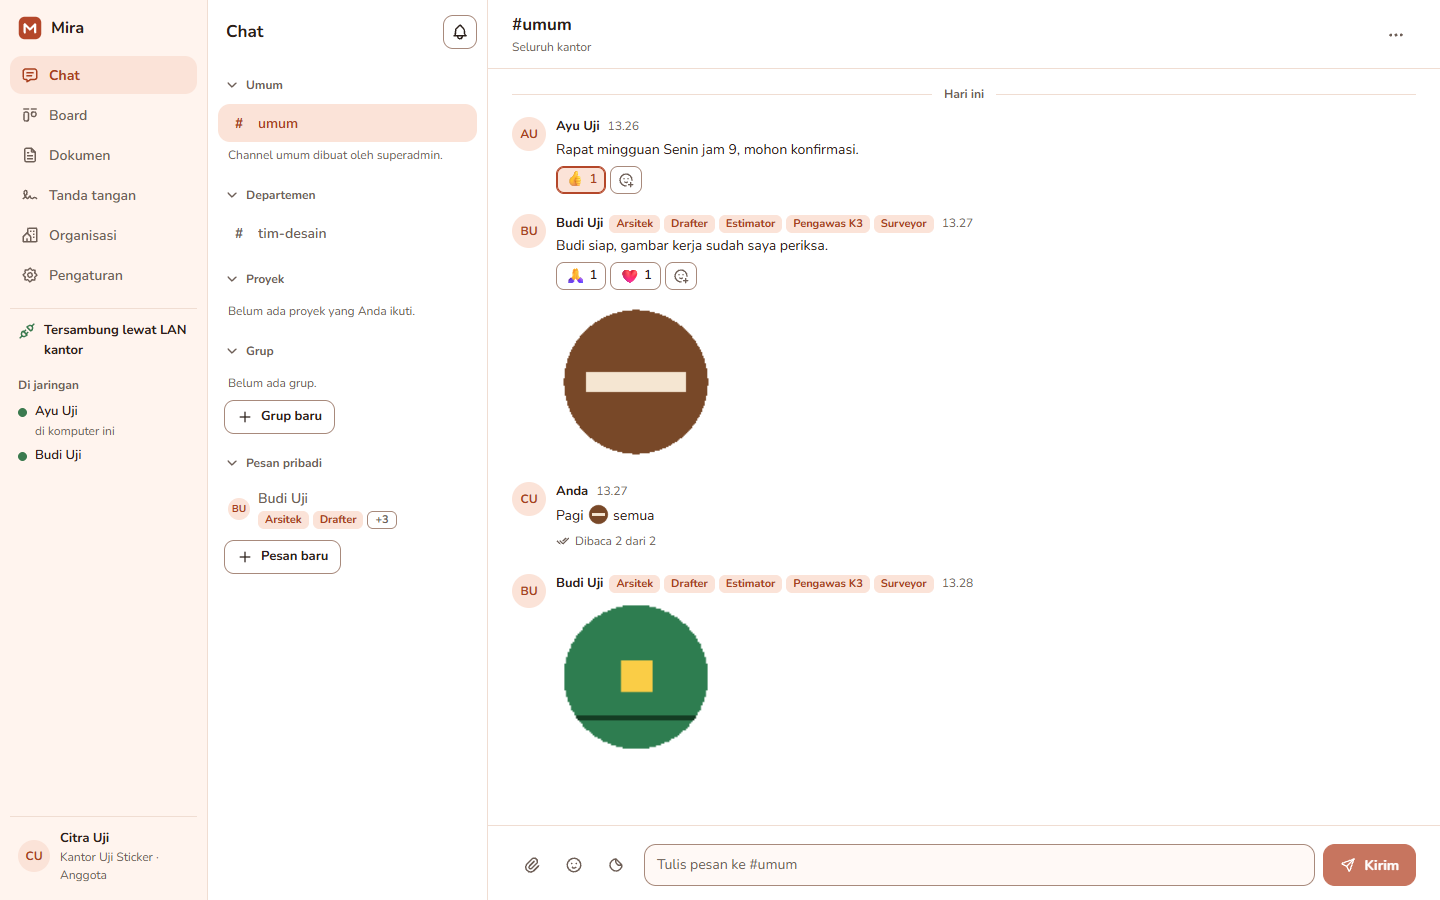 Mira
Chat
Board
Dokumen
Tanda tangan
Organisasi
Pengaturan
Tersambung lewat LAN
kantor
Di jaringan
Ayu Uji
di komputer ini
Budi Uji
CU
Citra Uji
Kantor Uji Sticker ·
Anggota
Chat
Umum
# umum
Channel umum dibuat oleh superadmin.
Departemen
# tim-desain
Proyek
Belum ada proyek yang Anda ikuti.
Grup
Belum ada grup.
Grup baru
Pesan pribadi
BU
Budi Uji
Arsitek Drafter +3
Pesan baru
#umum
Seluruh kantor
Hari ini
AU
Ayu Uji 13.26
Rapat mingguan Senin jam 9, mohon konfirmasi.
👍 1
BU
Budi Uji Arsitek Drafter Estimator Pengawas K3 Surveyor 13.27
Budi siap, gambar kerja sudah saya periksa.
🙏 1 ❤️ 1
CU
Anda 13.27
Pagi semua
Dibaca 2 dari 2
BU
Budi Uji Arsitek Drafter Estimator Pengawas K3 Surveyor 13.28
Tulis pesan ke #umum
Kirim